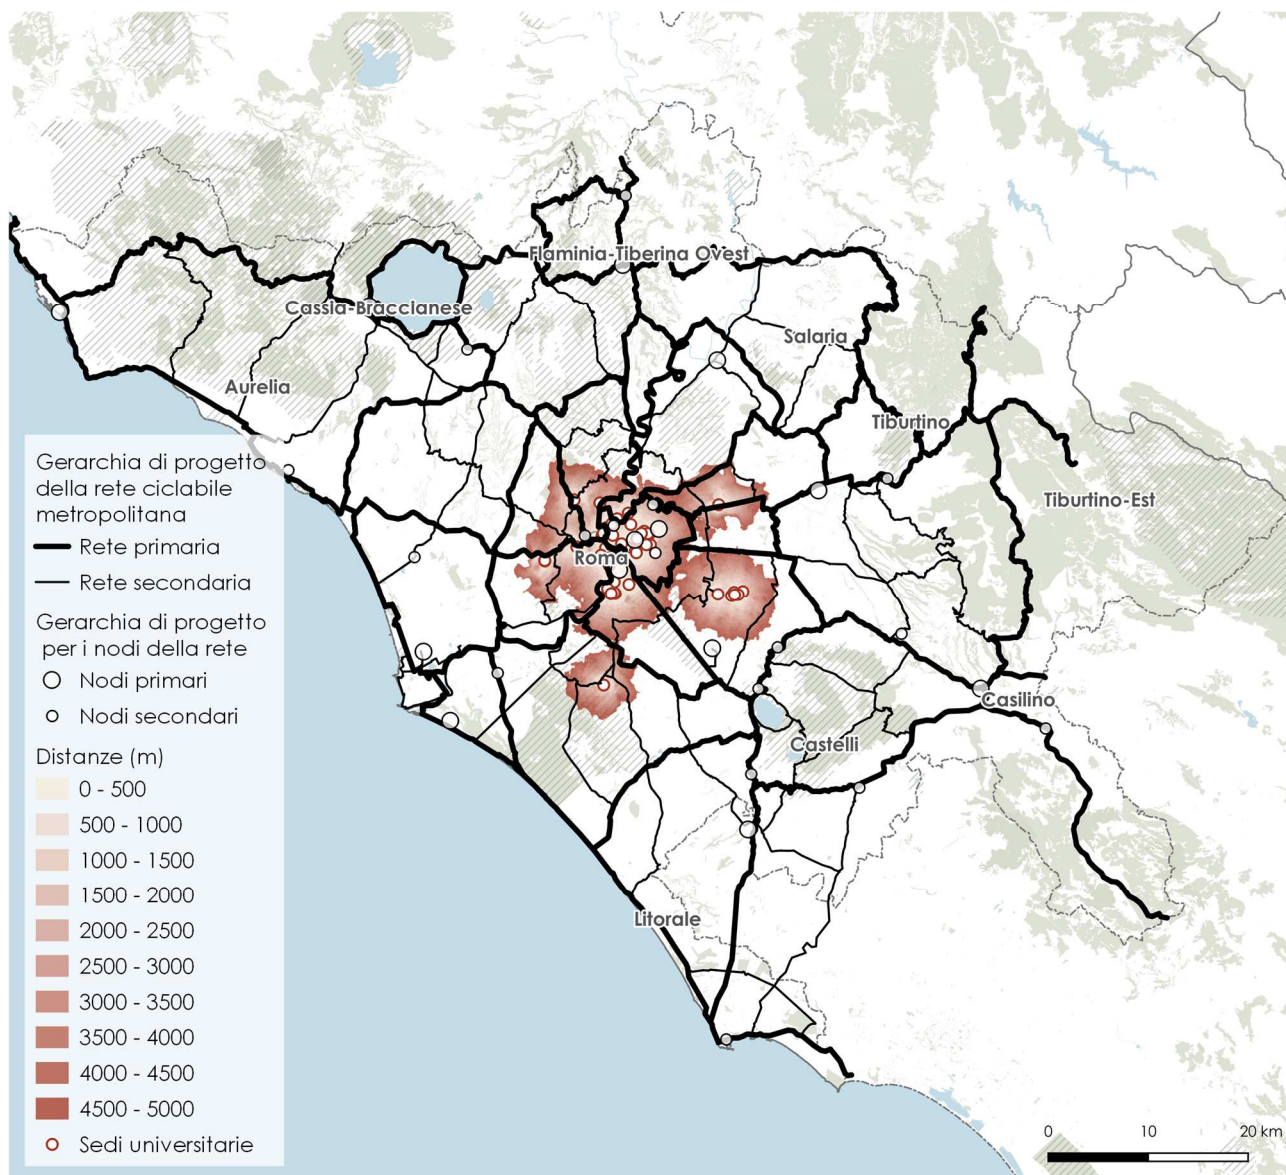 Flaminia-Tiberina Ovest
Cassia-Braccianese
Salaria
Aurelia
Tiburtino
Tiburtino-Est
Roma
Casilino
Castelli
Litorale
Gerarchia di progetto
della rete ciclabile
metropolitana
Rete primaria
Rete secondaria
Gerarchia di progetto
per i nodi della rete
Nodi primari
Nodi secondari
Distanze (m)
0 - 500
500 - 1000
1000 - 1500
1500 - 2000
2000 - 2500
2500 - 3000
3000 - 3500
3500 - 4000
4000 - 4500
4500 - 5000
Sedi universitarie
0 10 20 km